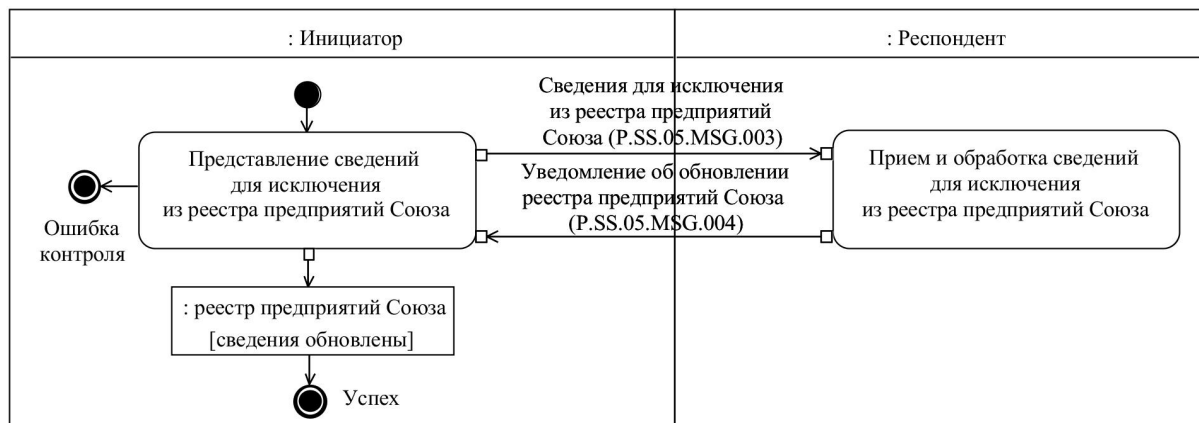 : Инициатор
: Респондент
Сведения для исключения
из реестра предприятий
Союза (P.SS.05.MSG.003)
Представление сведений
для исключения
из реестра предприятий Союза
Уведомление об обновлении
реестра предприятий Союза
(P.SS.05.MSG.004)
Прием и обработка сведений
для исключения
из реестра предприятий Союза
Ошибка
контроля
: реестр предприятий Союза
[сведения обновлены]
Успех